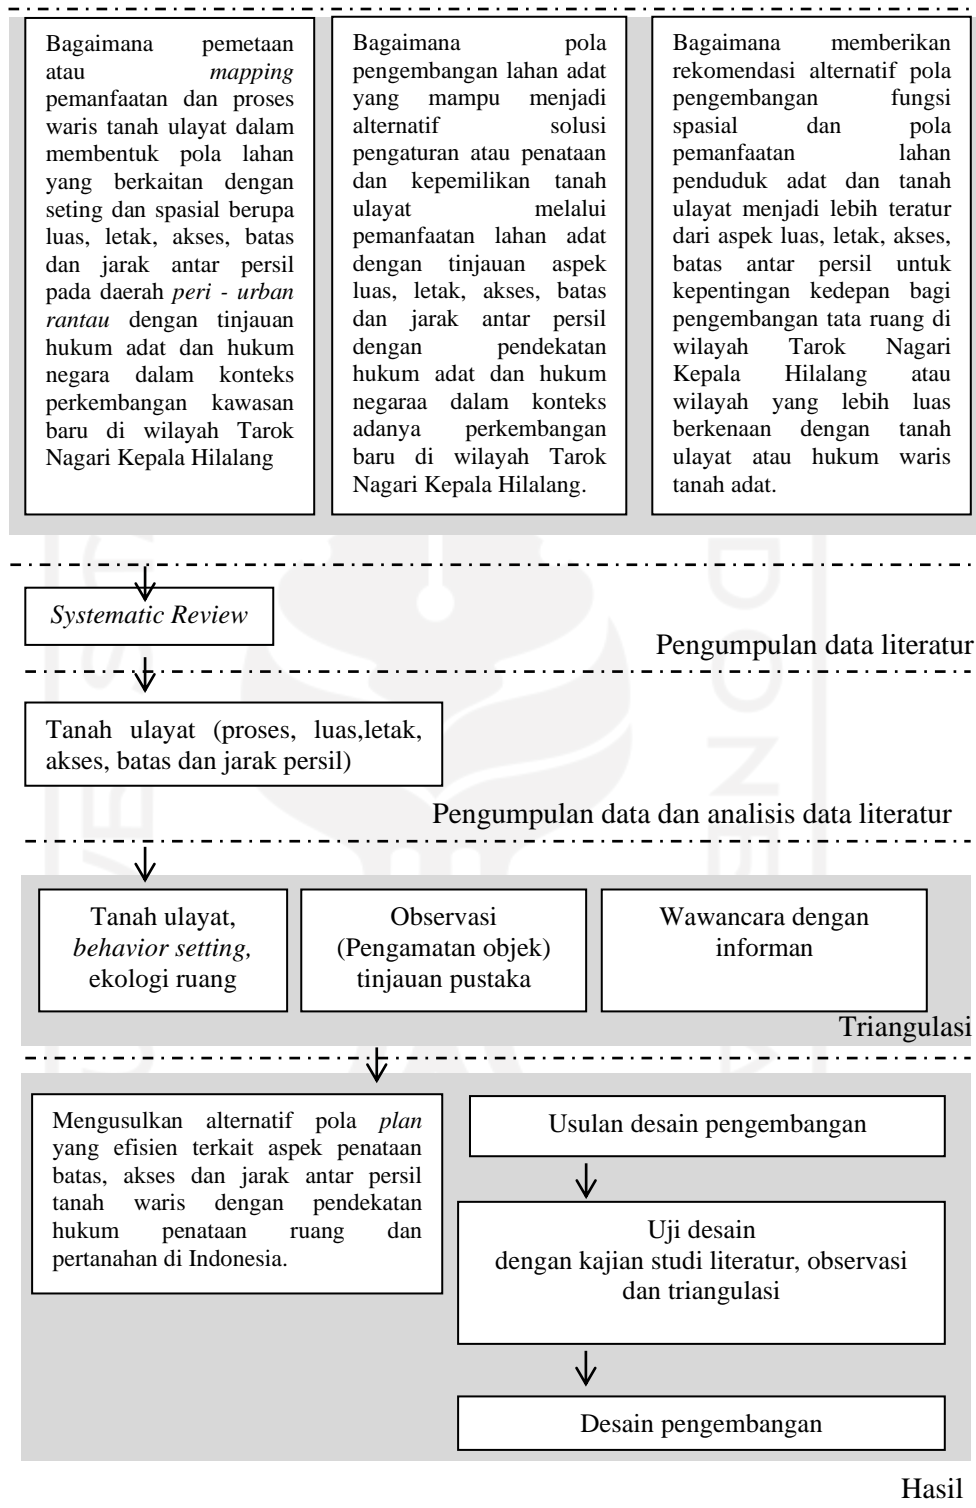 Bagaimana pemetaan
atau mapping
pemanfaatan dan proses
waris tanah ulayat dalam
membentuk pola lahan
yang berkaitan dengan
seting dan spasial berupa
luas, letak, akses, batas
dan jarak antar persil
pada daerah peri - urban
rantau dengan tinjauan
hukum adat dan hukum
negara dalam konteks
perkembangan kawasan
baru di wilayah Tarok
Nagari Kepala Hilalang
Bagaimana pola
pengembangan lahan adat
yang mampu menjadi
alternatif solusi
pengaturan atau penataan
dan kepemilikan tanah
ulayat melalui
pemanfaatan lahan adat
dengan tinjauan aspek
luas, letak, akses, batas
dan jarak antar persil
dengan pendekatan
hukum adat dan hukum
negaraa dalam konteks
adanya perkembangan
baru di wilayah Tarok
Nagari Kepala Hilalang.
Bagaimana memberikan
rekomendasi alternatif pola
pengembangan fungsi
spasial dan pola
pemanfaatan lahan
penduduk adat dan tanah
ulayat menjadi lebih teratur
dari aspek luas, letak, akses,
batas antar persil untuk
kepentingan kedepan bagi
pengembangan tata ruang di
wilayah Tarok Nagari
Kepala Hilalang atau
wilayah yang lebih luas
berkenaan dengan tanah
ulayat atau hukum waris
tanah adat.
Systematic Review
Pengumpulan data literatur
Tanah ulayat (proses, luas,letak,
akses, batas dan jarak persil)
Pengumpulan data dan analisis data literatur
Tanah ulayat,
behavior setting,
ekologi ruang
Observasi
(Pengamatan objek)
tinjauan pustaka
Wawancara dengan
informan
Triangulasi
Mengusulkan alternatif pola plan
yang efisien terkait aspek penataan
batas, akses dan jarak antar persil
tanah waris dengan pendekatan
hukum penataan ruang dan
pertanahan di Indonesia.
Usulan desain pengembangan
Uji desain
dengan kajian studi literatur, observasi
dan triangulasi
Desain pengembangan
Hasil